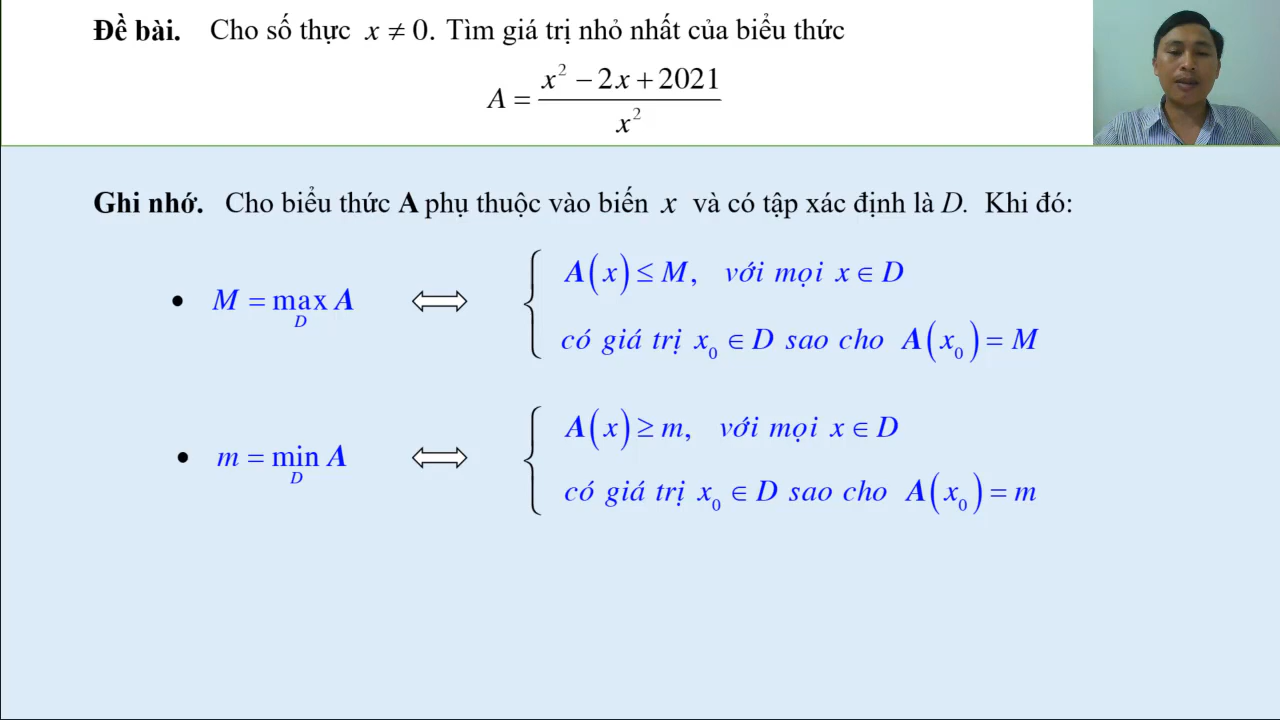 Đề bài. Cho số thực x ≠ 0. Tìm giá trị nhỏ nhất của biểu thức
A = (x² − 2x + 2021) / x²
Ghi nhớ. Cho biểu thức A phụ thuộc vào biến x và có tập xác định là D. Khi đó:
A(x) ≤ M, với mọi x ∈ D
• M = max_D A ⟺
có giá trị x₀ ∈ D sao cho A(x₀) = M
A(x) ≥ m, với mọi x ∈ D
• m = min_D A ⟺
có giá trị x₀ ∈ D sao cho A(x₀) = m